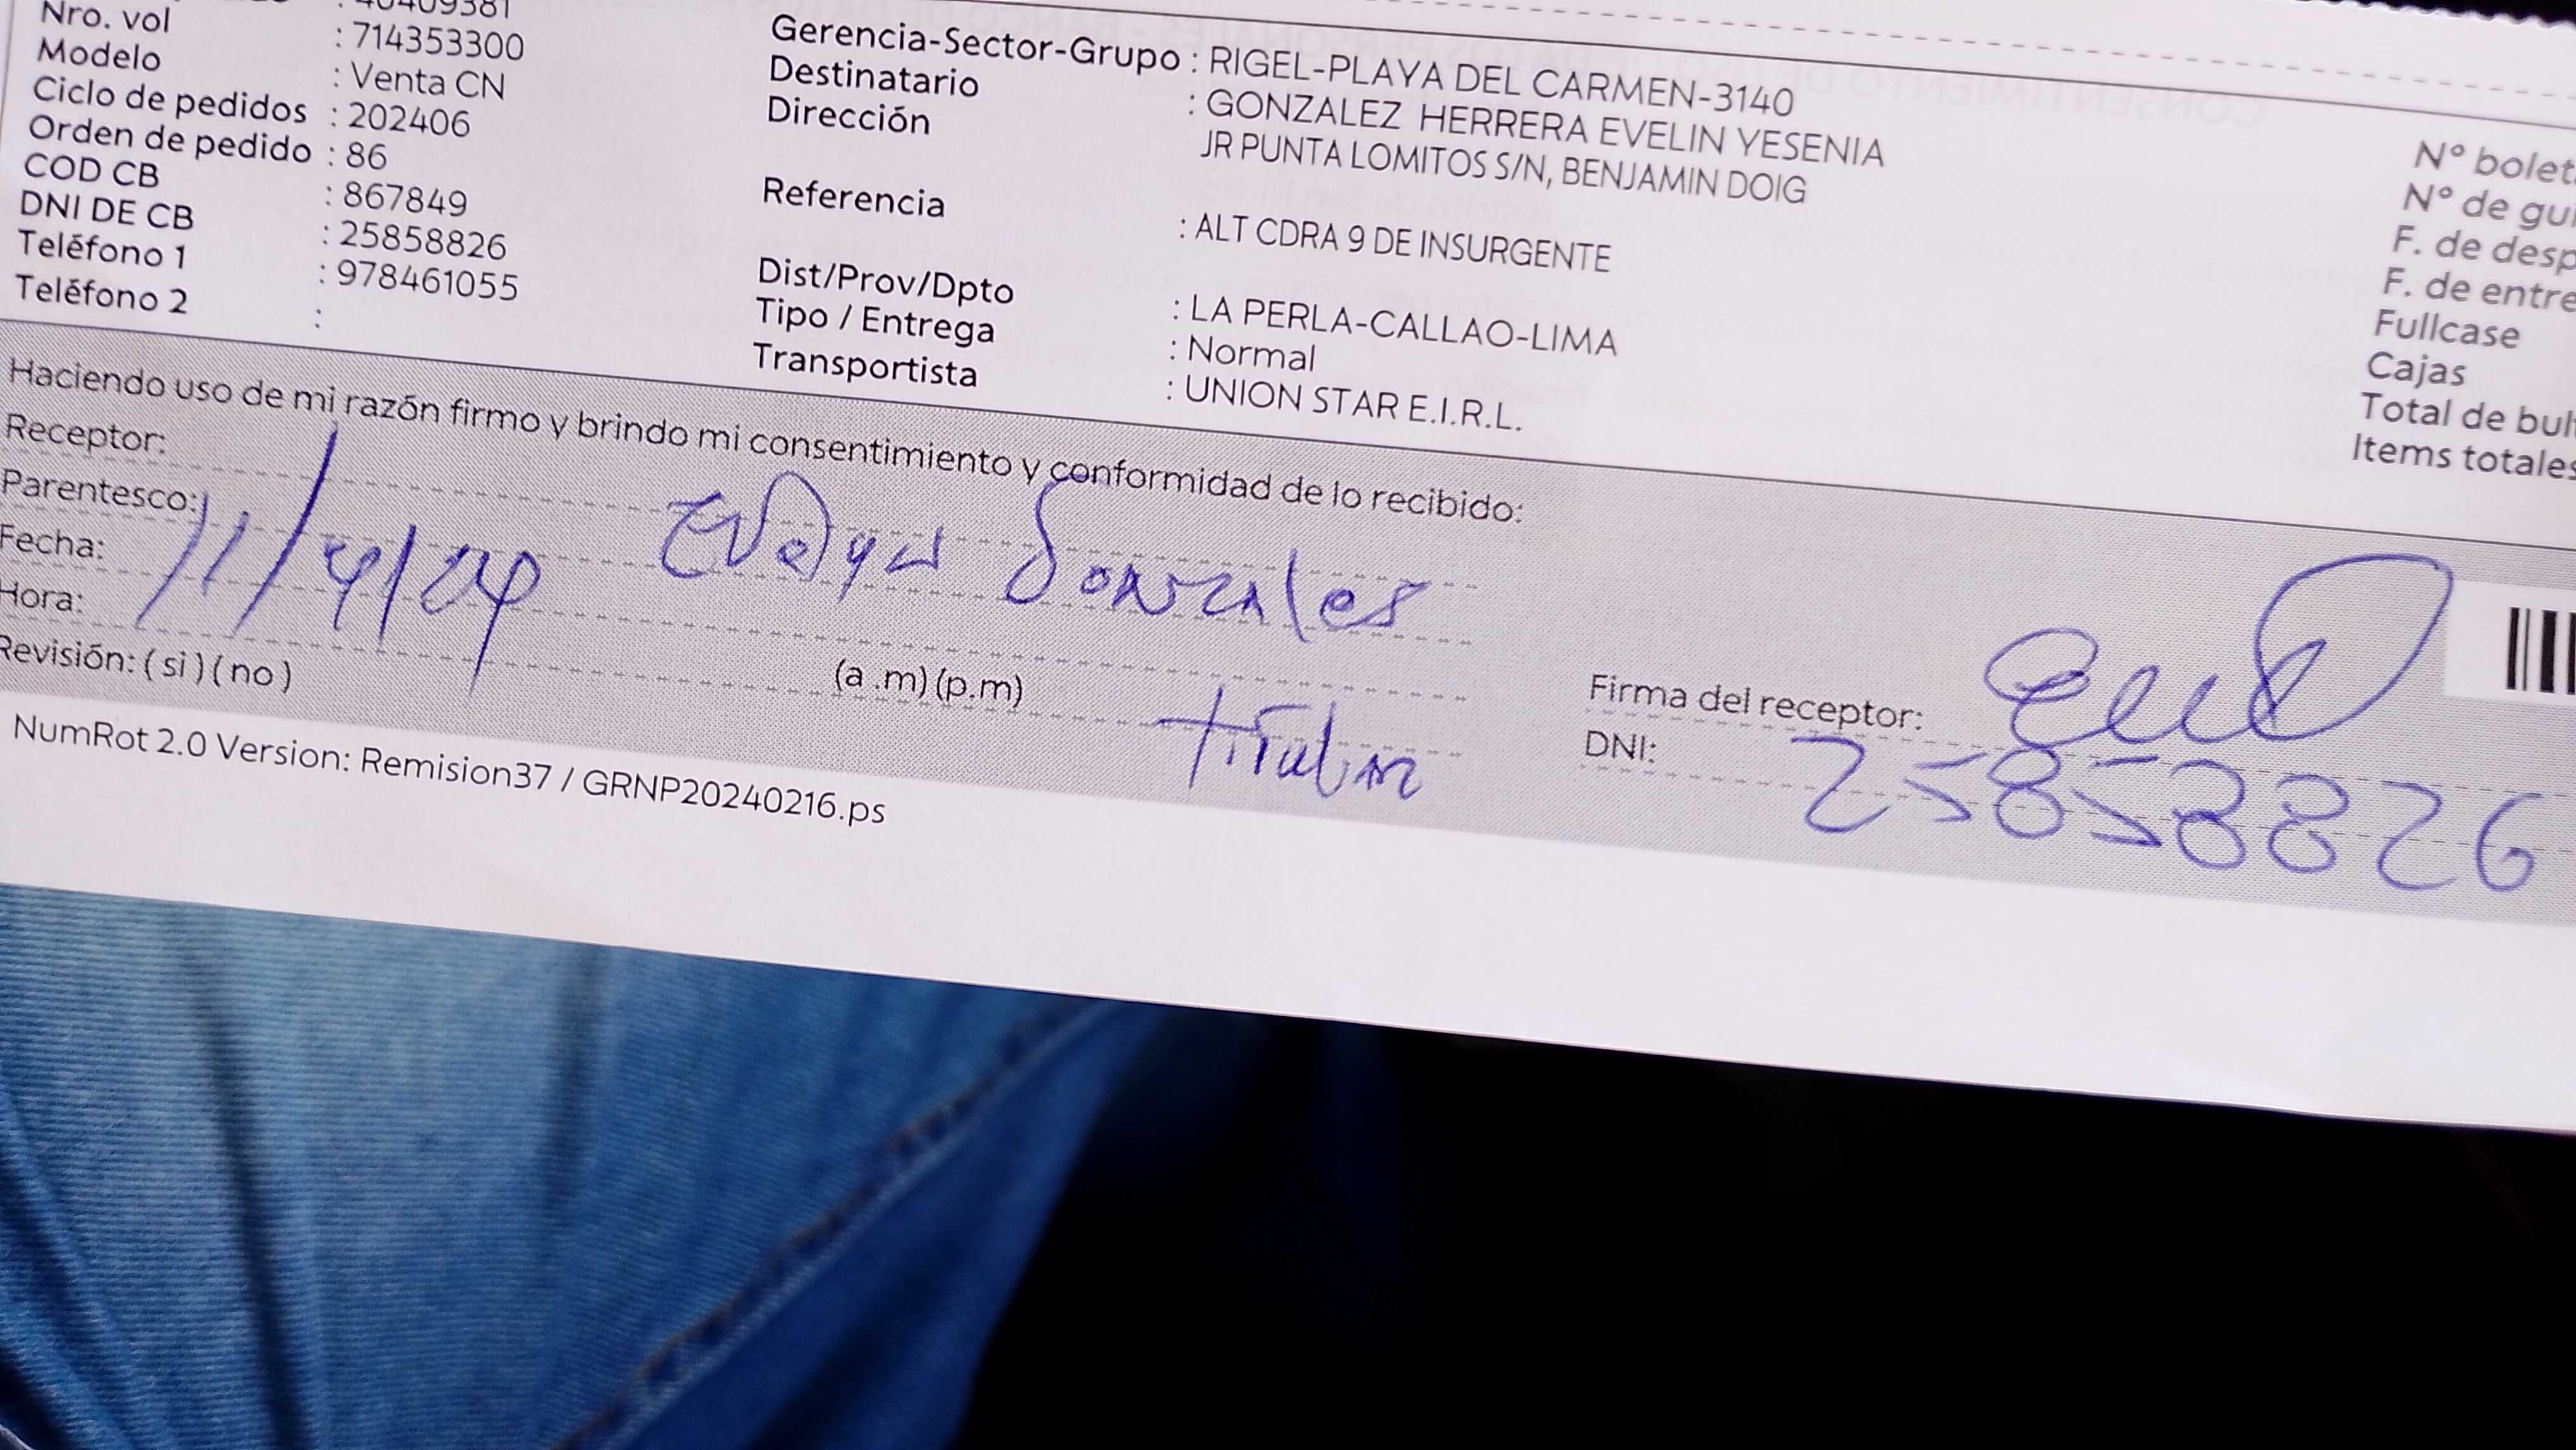 40409381
Nro. vol : 714353300
Modelo : Venta CN
Ciclo de pedidos : 202406
Orden de pedido : 86
COD CB : 867849
DNI DE CB : 25858826
Teléfono 1 : 978461055
Teléfono 2 :
Gerencia-Sector-Grupo : RIGEL-PLAYA DEL CARMEN-3140
Destinatario : GONZALEZ HERRERA EVELIN YESENIA
Dirección JR PUNTA LOMITOS S/N, BENJAMIN DOIG
Referencia : ALT CDRA 9 DE INSURGENTE
Dist/Prov/Dpto : LA PERLA-CALLAO-LIMA
Tipo / Entrega : Normal
Transportista : UNION STAR E.I.R.L.
N° bolet
N° de gui
F. de desp
F. de entre
Fullcase
Cajas
Total de bul
Items totales
Haciendo uso de mi razón firmo y brindo mi consentimiento y conformidad de lo recibido:
Receptor:
Parentesco:
Fecha: 11/4/24
Gonzales
Hora: (a .m) (p.m)
Revisión: ( si ) ( no )
Firma del receptor:
DNI: 25858826
NumRot 2.0 Version: Remision37 / GRNP20240216.ps